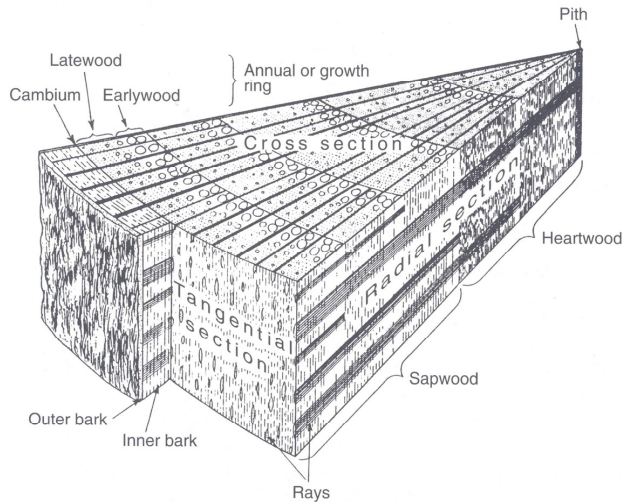 Pith
Latewood
Cambium
Earlywood
Annual or growth
ring
Cross section
Radial section
Heartwood
Tangential
section
Sapwood
Outer bark
Inner bark
Rays